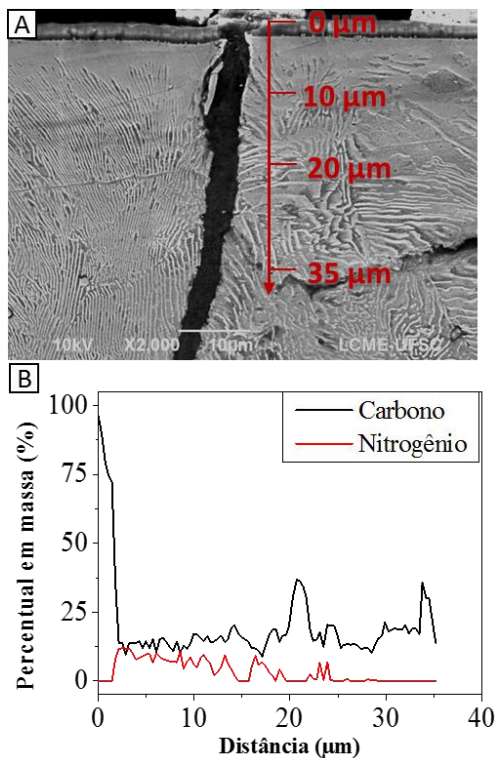 A
0 µm
10 µm
20 µm
35 µm
10kV X2,000 10µm LCME-UFSC
B
100
75
50
25
0
Percentual em massa (%)
Carbono
Nitrogênio
0 10 20 30 40
Distância (µm)